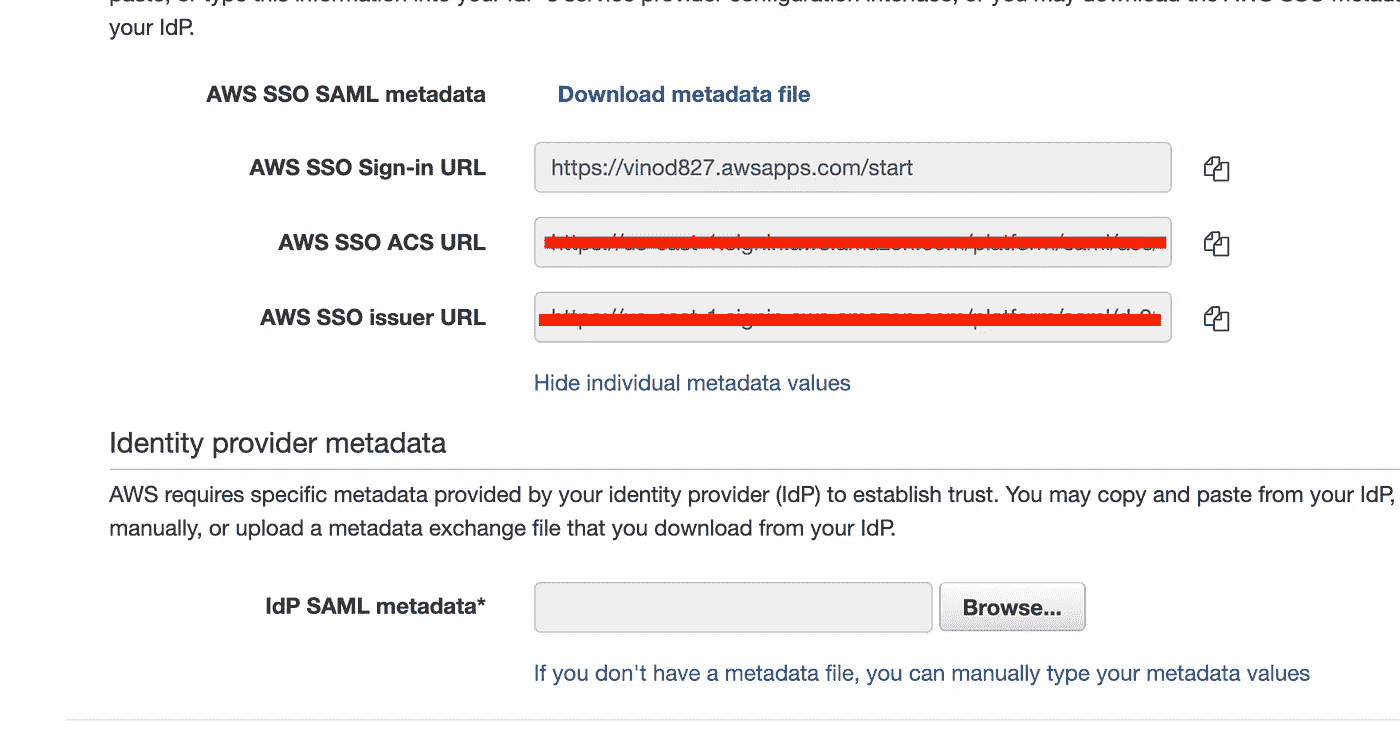 your IdP.
AWS SSO SAML metadata Download metadata file
AWS SSO Sign-in URL https://vinod827.awsapps.com/start
AWS SSO ACS URL
AWS SSO issuer URL
Hide individual metadata values
Identity provider metadata
AWS requires specific metadata provided by your identity provider (IdP) to establish trust. You may copy and paste from your IdP,
manually, or upload a metadata exchange file that you download from your IdP.
IdP SAML metadata* Browse...
If you don't have a metadata file, you can manually type your metadata values